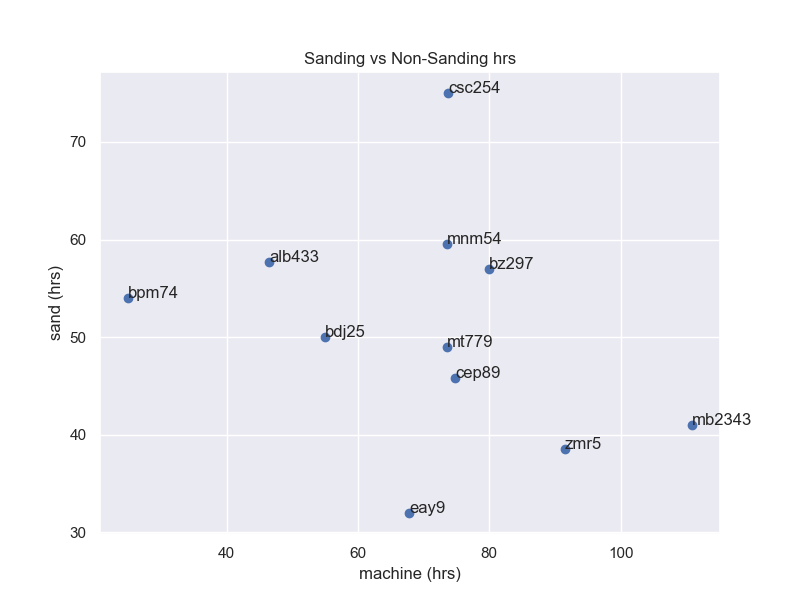 Sanding vs Non-Sanding hrs
csc254
70
mnm54
60
alb433
bz297
bpm74
sand (hrs)
bdj25
50
mt779
cep89
mb2343
40
zmr5
eay9
30
40 60 80 100
machine (hrs)